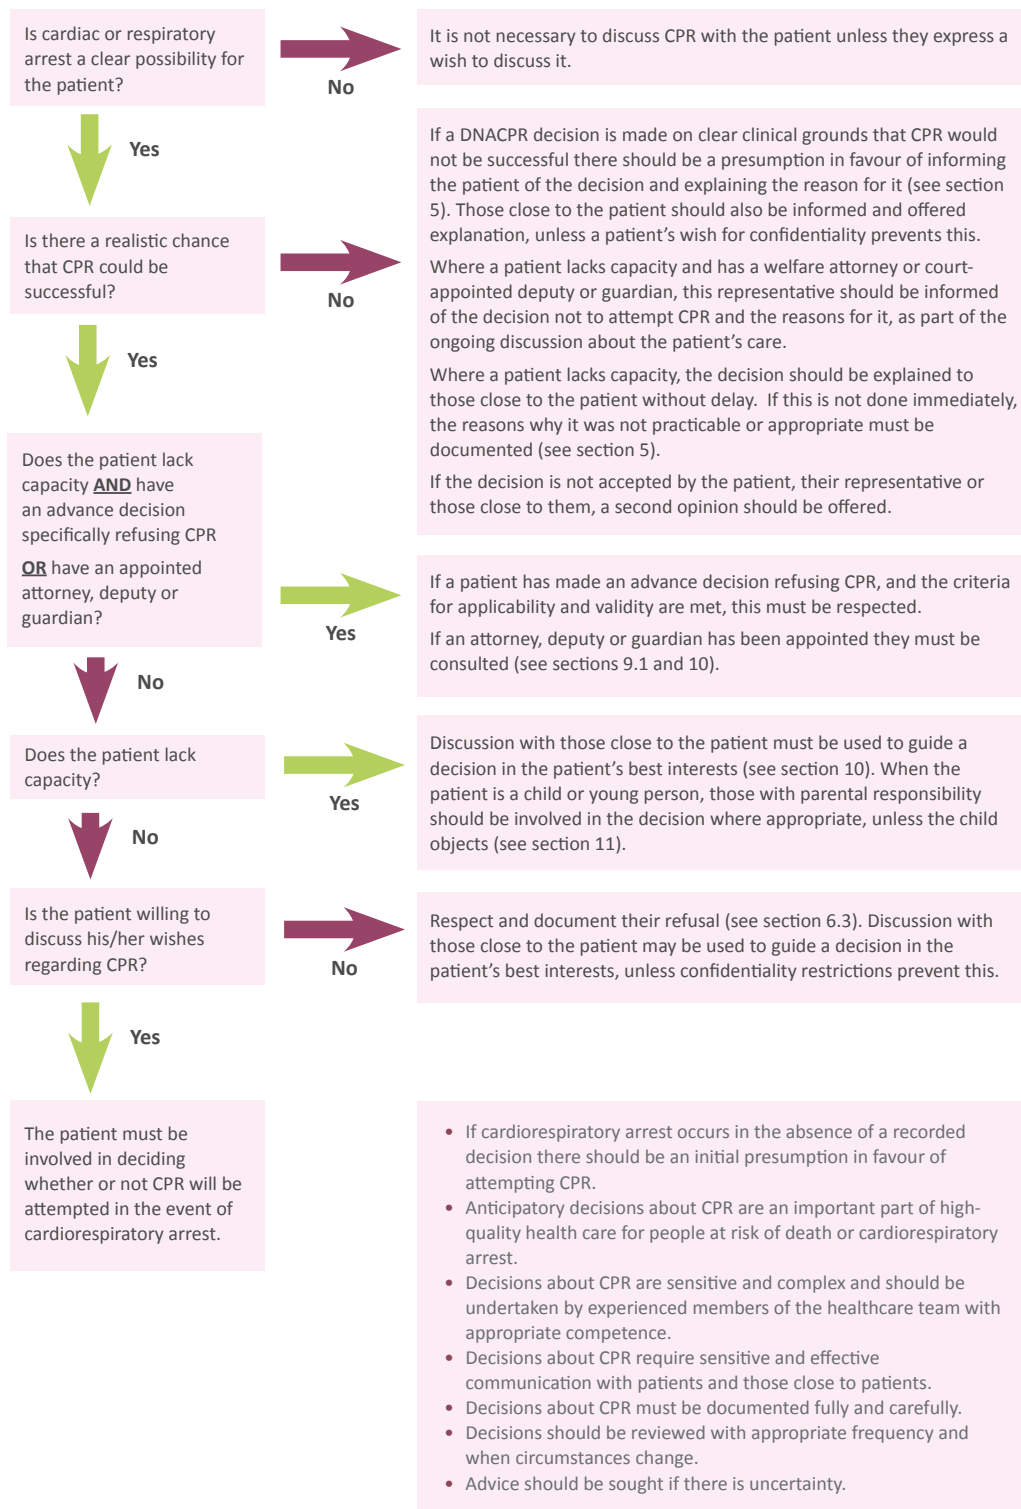 Is cardiac or respiratory
arrest a clear possibility for
the patient?
No
It is not necessary to discuss CPR with the patient unless they express a
wish to discuss it.
Yes
Is there a realistic chance
that CPR could be
successful?
No
If a DNACPR decision is made on clear clinical grounds that CPR would
not be successful there should be a presumption in favour of informing
the patient of the decision and explaining the reason for it (see section
5). Those close to the patient should also be informed and offered
explanation, unless a patient’s wish for confidentiality prevents this.
Where a patient lacks capacity and has a welfare attorney or court-
appointed deputy or guardian, this representative should be informed
of the decision not to attempt CPR and the reasons for it, as part of the
ongoing discussion about the patient’s care.
Where a patient lacks capacity, the decision should be explained to
those close to the patient without delay.  If this is not done immediately,
the reasons why it was not practicable or appropriate must be
documented (see section 5).
If the decision is not accepted by the patient, their representative or
those close to them, a second opinion should be offered.
Yes
Does the patient lack
capacity AND have
an advance decision
specifically refusing CPR
OR have an appointed
attorney, deputy or
guardian?
Yes
If a patient has made an advance decision refusing CPR, and the criteria
for applicability and validity are met, this must be respected.
If an attorney, deputy or guardian has been appointed they must be
consulted (see sections 9.1 and 10).
No
Does the patient lack
capacity?
Yes
Discussion with those close to the patient must be used to guide a
decision in the patient’s best interests (see section 10). When the
patient is a child or young person, those with parental responsibility
should be involved in the decision where appropriate, unless the child
objects (see section 11).
No
Is the patient willing to
discuss his/her wishes
regarding CPR?
No
Respect and document their refusal (see section 6.3). Discussion with
those close to the patient may be used to guide a decision in the
patient’s best interests, unless confidentiality restrictions prevent this.
Yes
The patient must be
involved in deciding
whether or not CPR will be
attempted in the event of
cardiorespiratory arrest.
• If cardiorespiratory arrest occurs in the absence of a recorded
decision there should be an initial presumption in favour of
attempting CPR.
• Anticipatory decisions about CPR are an important part of high-
quality health care for people at risk of death or cardiorespiratory
arrest.
• Decisions about CPR are sensitive and complex and should be
undertaken by experienced members of the healthcare team with
appropriate competence.
• Decisions about CPR require sensitive and effective
communication with patients and those close to patients.
• Decisions about CPR must be documented fully and carefully.
• Decisions should be reviewed with appropriate frequency and
when circumstances change.
• Advice should be sought if there is uncertainty.